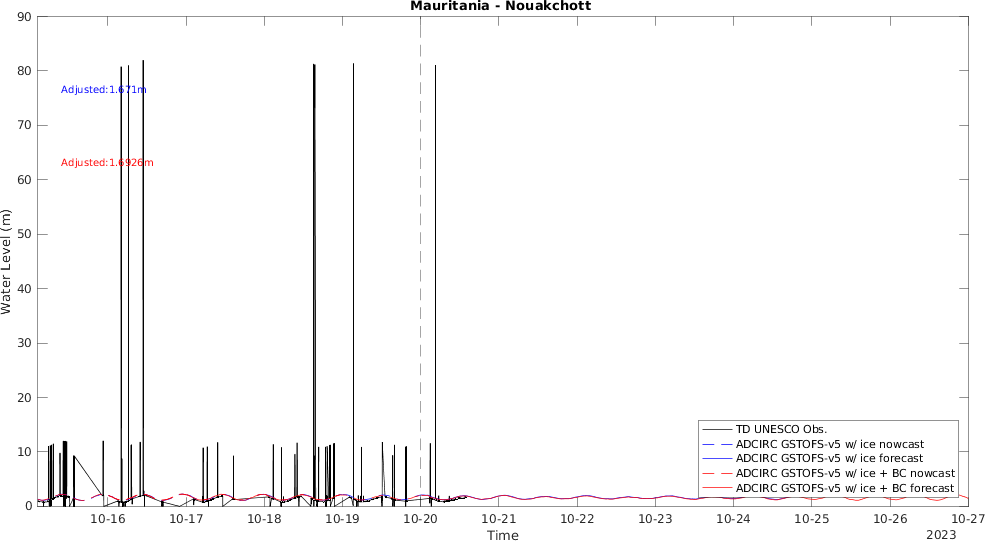 Mauritania - Nouakchott
Water Level (m)
90
80
70
60
50
40
30
20
10
0
Adjusted:1.671m
Adjusted:1.6926m
TD UNESCO Obs.
ADCIRC GSTOFS-v5 w/ ice nowcast
ADCIRC GSTOFS-v5 w/ ice forecast
ADCIRC GSTOFS-v5 w/ ice + BC nowcast
ADCIRC GSTOFS-v5 w/ ice + BC forecast
10-16 10-17 10-18 10-19 10-20 10-21 10-22 10-23 10-24 10-25 10-26 10-27
Time
2023